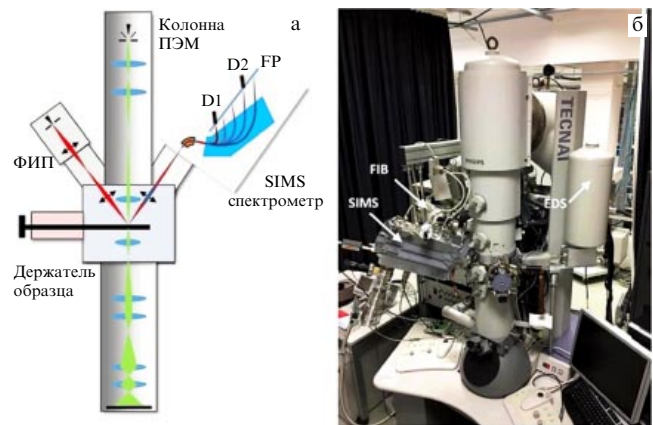 Колонна
ПЭМ
а
D2
FP
D1
ФИП
SIMS
спектрометр
Держатель
образца
б
TECNAI
PHILIPS
FIB
SIMS
EDS